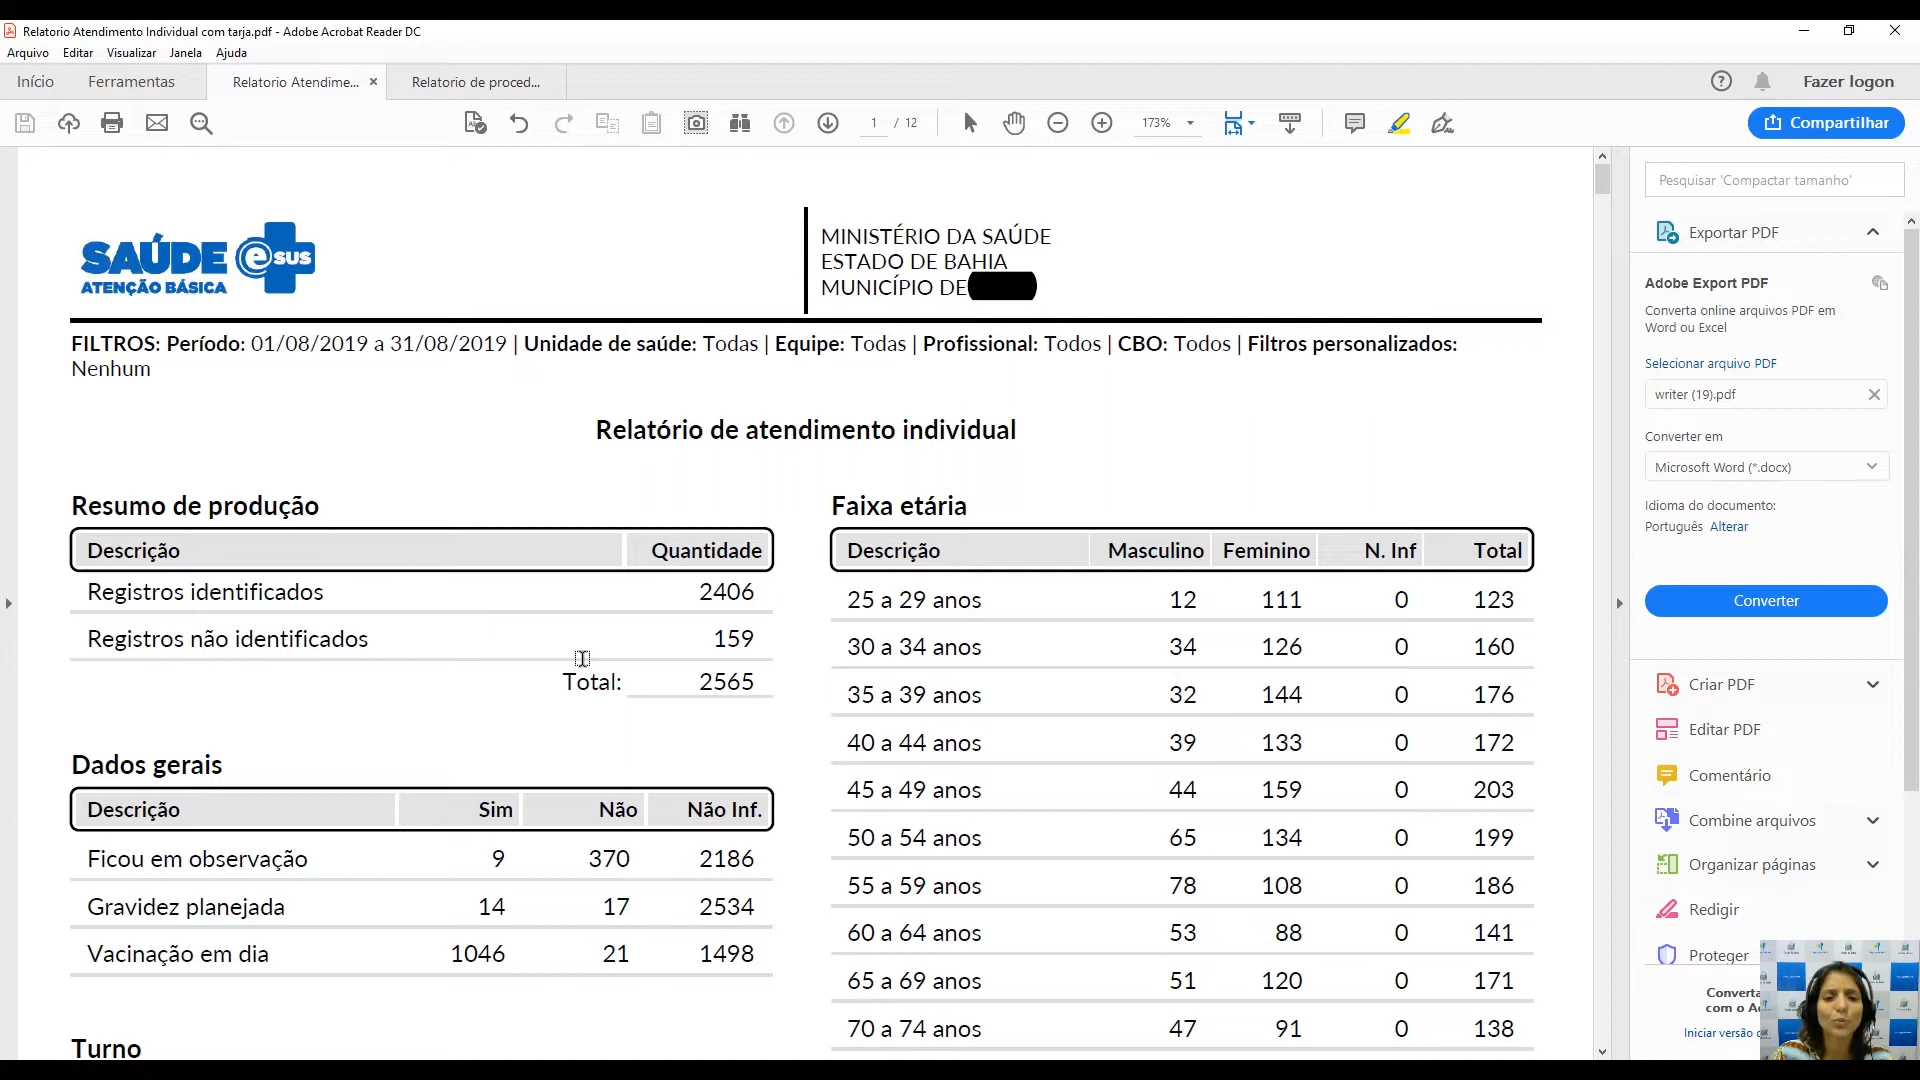 Relatorio Atendimento Individual com tarja.pdf - Adobe Acrobat Reader DC
Arquivo Editar Visualizar Janela Ajuda
Início Ferramentas Relatorio Atendime... Relatorio de proced... Fazer logon
1 / 12 173% Compartilhar
SAÚDE e SUS
ATENÇÃO BÁSICA
MINISTÉRIO DA SAÚDE
ESTADO DE BAHIA
MUNICÍPIO DE
FILTROS: Período: 01/08/2019 a 31/08/2019 | Unidade de saúde: Todas | Equipe: Todas | Profissional: Todos | CBO: Todos | Filtros personalizados:
Nenhum
Relatório de atendimento individual
Resumo de produção
Descrição Quantidade
Registros identificados 2406
Registros não identificados 159
Total: 2565
Dados gerais
Descrição Sim Não Não Inf.
Ficou em observação 9 370 2186
Gravidez planejada 14 17 2534
Vacinação em dia 1046 21 1498
Turno
Faixa etária
Descrição Masculino Feminino N. Inf Total
25 a 29 anos 12 111 0 123
30 a 34 anos 34 126 0 160
35 a 39 anos 32 144 0 176
40 a 44 anos 39 133 0 172
45 a 49 anos 44 159 0 203
50 a 54 anos 65 134 0 199
55 a 59 anos 78 108 0 186
60 a 64 anos 53 88 0 141
65 a 69 anos 51 120 0 171
70 a 74 anos 47 91 0 138
Pesquisar 'Compactar tamanho'
Exportar PDF
Adobe Export PDF
Converta online arquivos PDF em
Word ou Excel
Selecionar arquivo PDF
writer (19).pdf
Converter em
Microsoft Word (*.docx)
Idioma do documento:
Português Alterar
Converter
Criar PDF
Editar PDF
Comentário
Combine arquivos
Organizar páginas
Redigir
Proteger
Converta
com o A
Iniciar versão